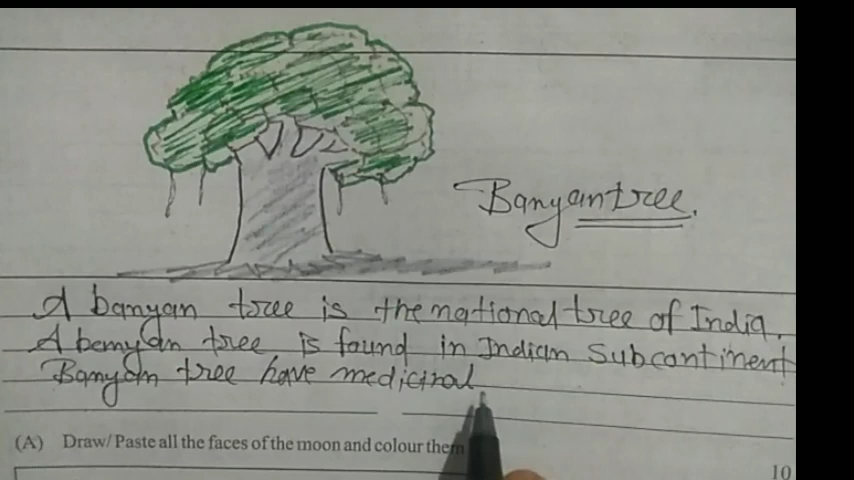 Banyan tree.
A banyan tree is the national tree of India.
A banyan tree is found in Indian Subcontinent
Banyan tree have medicinal
(A) Draw/Paste all the faces of the moon and colour them
10